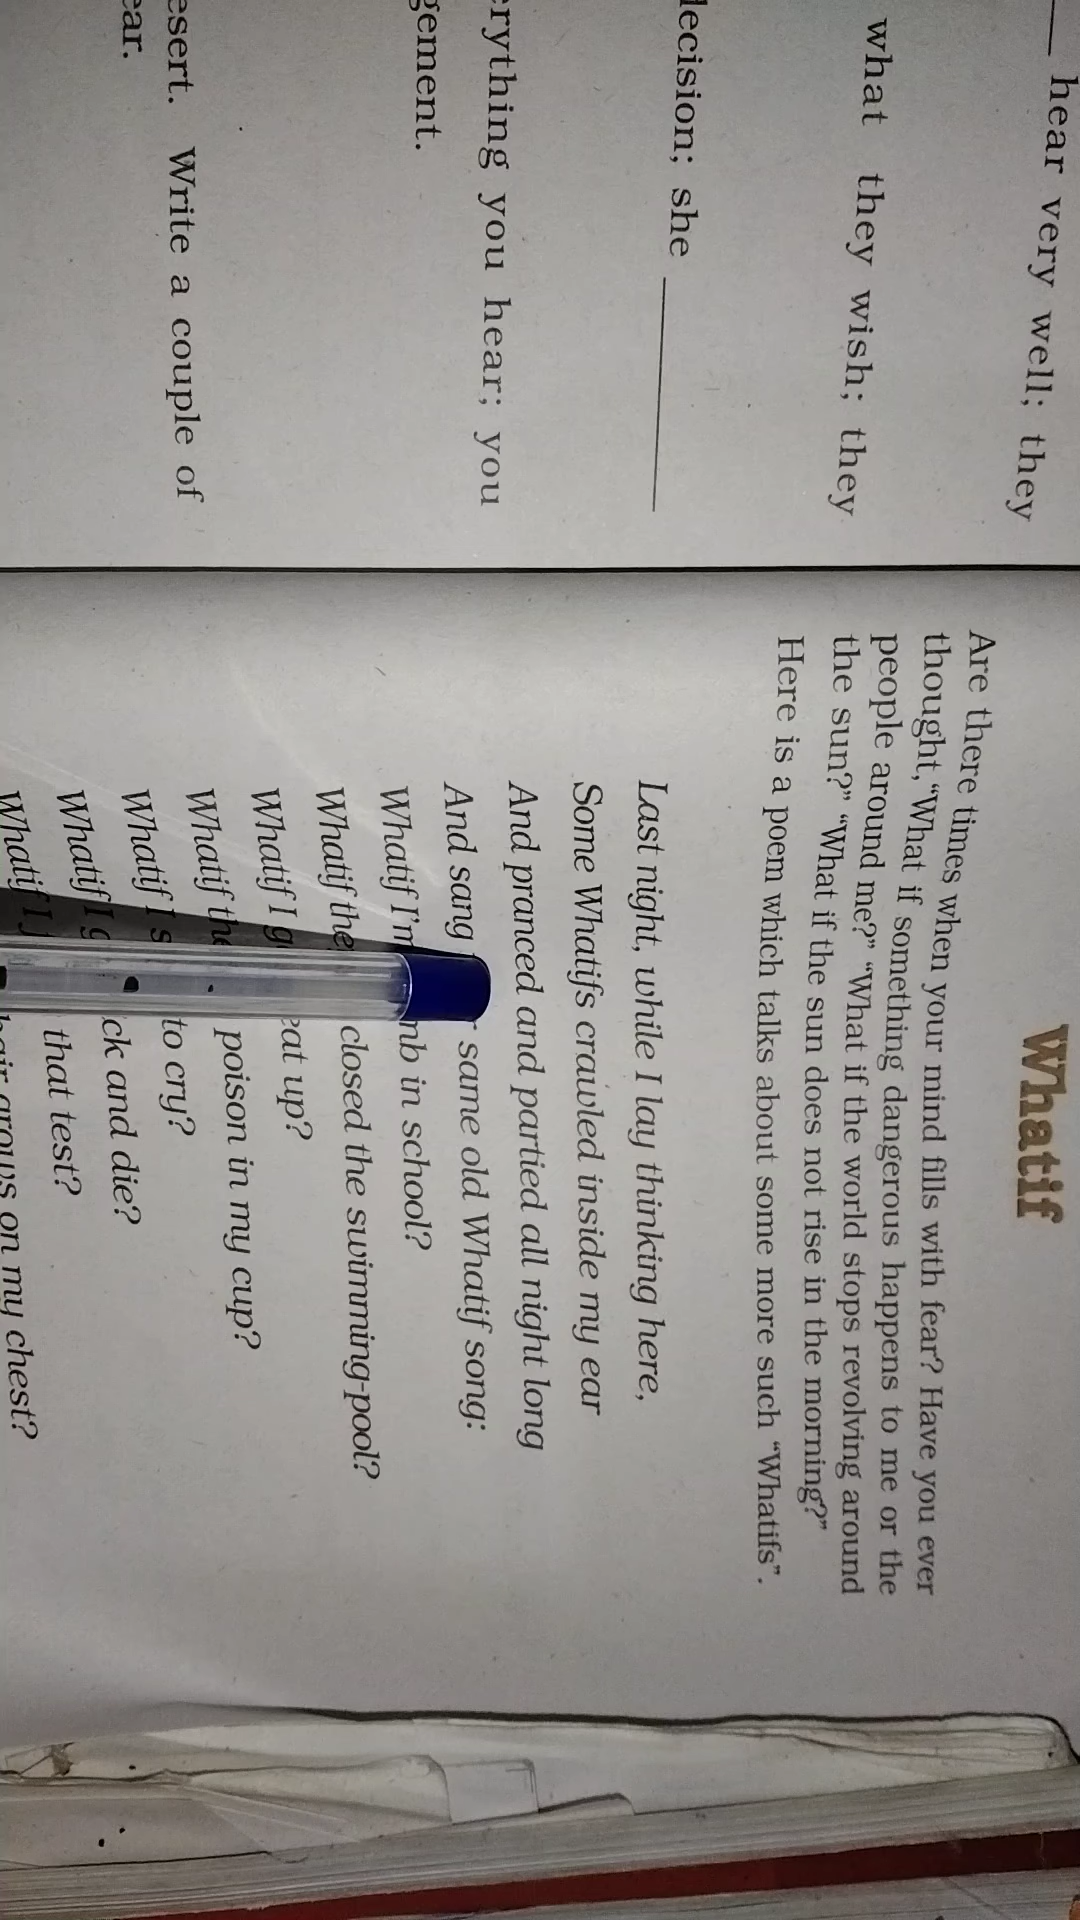 hear very well; they
what they wish; they
decision; she
erything you hear; you
gement.
esert. Write a couple of
ear.
Whatif
Are there times when your mind fills with fear? Have you ever
thought, “What if something dangerous happens to me or the
people around me?” “What if the world stops revolving around
the sun?” “What if the sun does not rise in the morning?”
Here is a poem which talks about some more such “Whatifs”.
Last night, while I lay thinking here,
Some Whatifs crawled inside my ear
And pranced and partied all night long
And sang same old Whatif song:
Whatif I'm in school?
Whatif closed the swimming-pool?
Whatif I up?
Whatif poison in my cup?
Whatif I to cry?
Whatif I and die?
Whatif I that test?
Whatif grows on my chest?